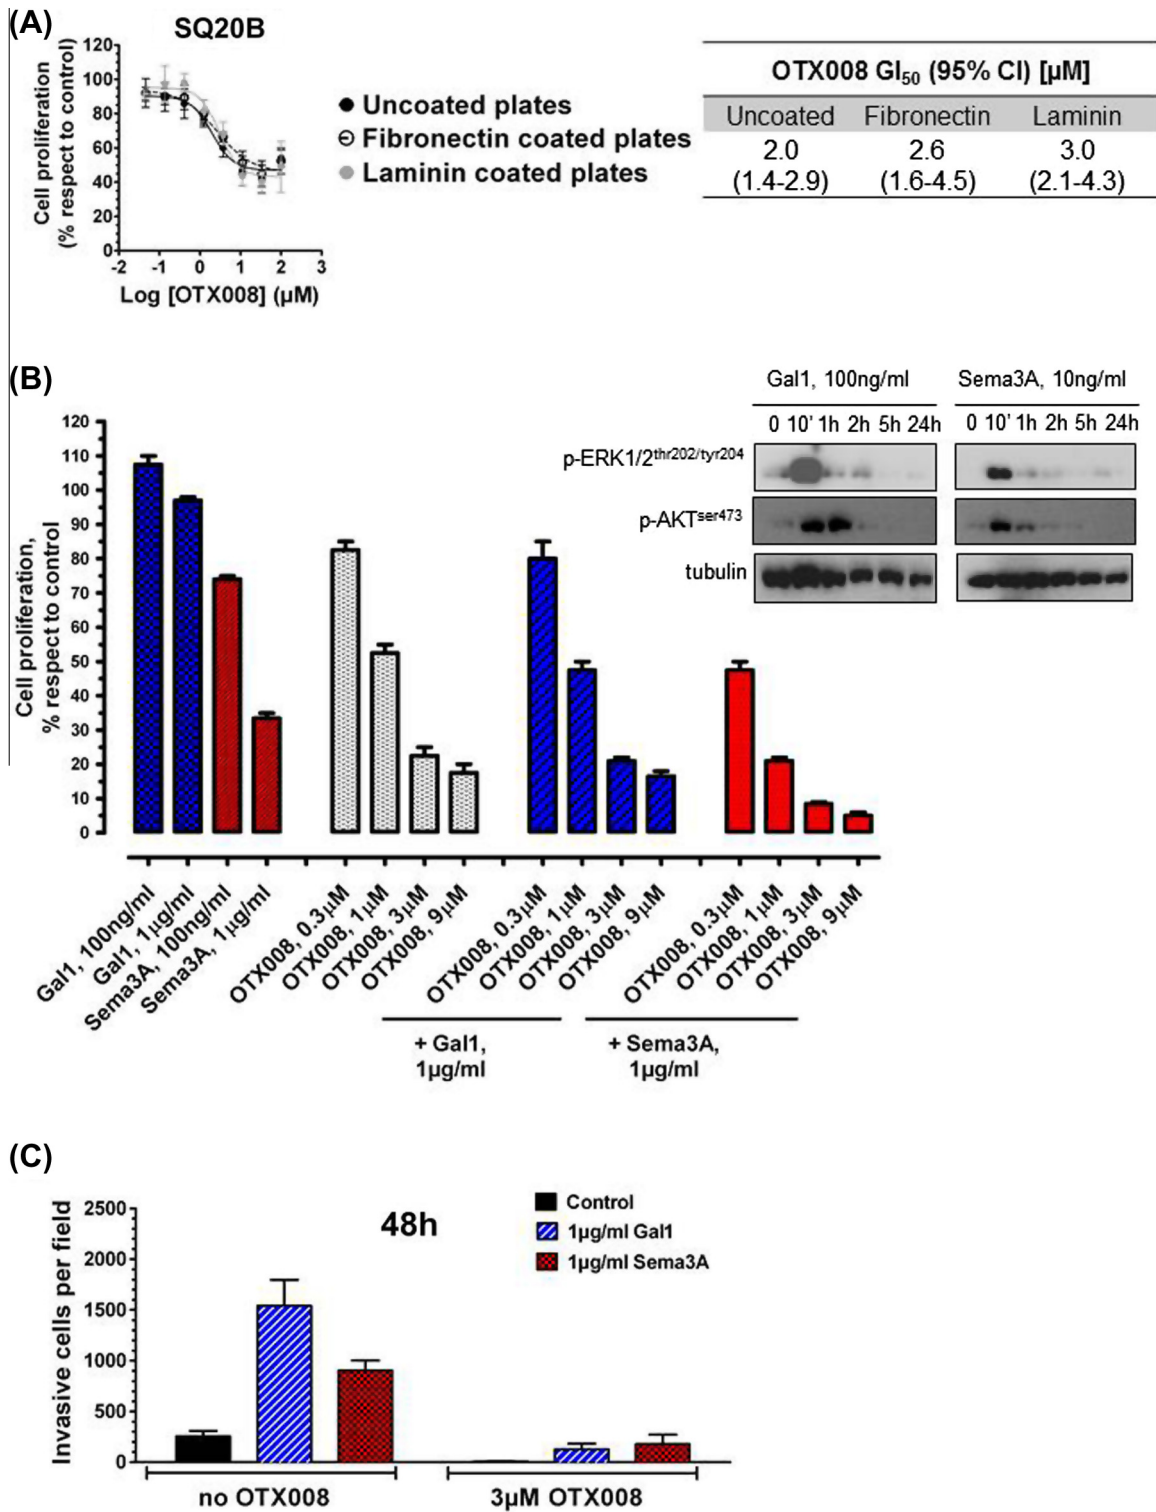 (A)
SQ20B
Cell proliferation
(% respect to control)
120
100
80
60
40
20
0
-2 -1 0 1 2 3
Log [OTX008] (µM)
Uncoated plates
Fibronectin coated plates
Laminin coated plates
OTX008 GI50 (95% CI) [µM]
Uncoated Fibronectin Laminin
2.0 2.6 3.0
(1.4-2.9) (1.6-4.5) (2.1-4.3)
(B)
Gal1, 100ng/ml Sema3A, 10ng/ml
0 10' 1h 2h 5h 24h 0 10' 1h 2h 5h 24h
p-ERK1/2thr202/tyr204
p-AKTser473
tubulin
Cell proliferation,
% respect to control
120
110
100
90
80
70
60
50
40
30
20
10
0
Gal1, 100ng/ml
Gal1, 1µg/ml
Sema3A, 100ng/ml
Sema3A, 1µg/ml
OTX008, 0.3µM
OTX008, 1µM
OTX008, 3µM
OTX008, 9µM
OTX008, 0.3µM
OTX008, 1µM
OTX008, 3µM
OTX008, 9µM
OTX008, 0.3µM
OTX008, 1µM
OTX008, 3µM
OTX008, 9µM
+ Gal1,
1µg/ml
+ Sema3A,
1µg/ml
(C)
Invasive cells per field
2500
2000
1500
1000
500
0
48h
Control
1µg/ml Gal1
1µg/ml Sema3A
no OTX008 3µM OTX008